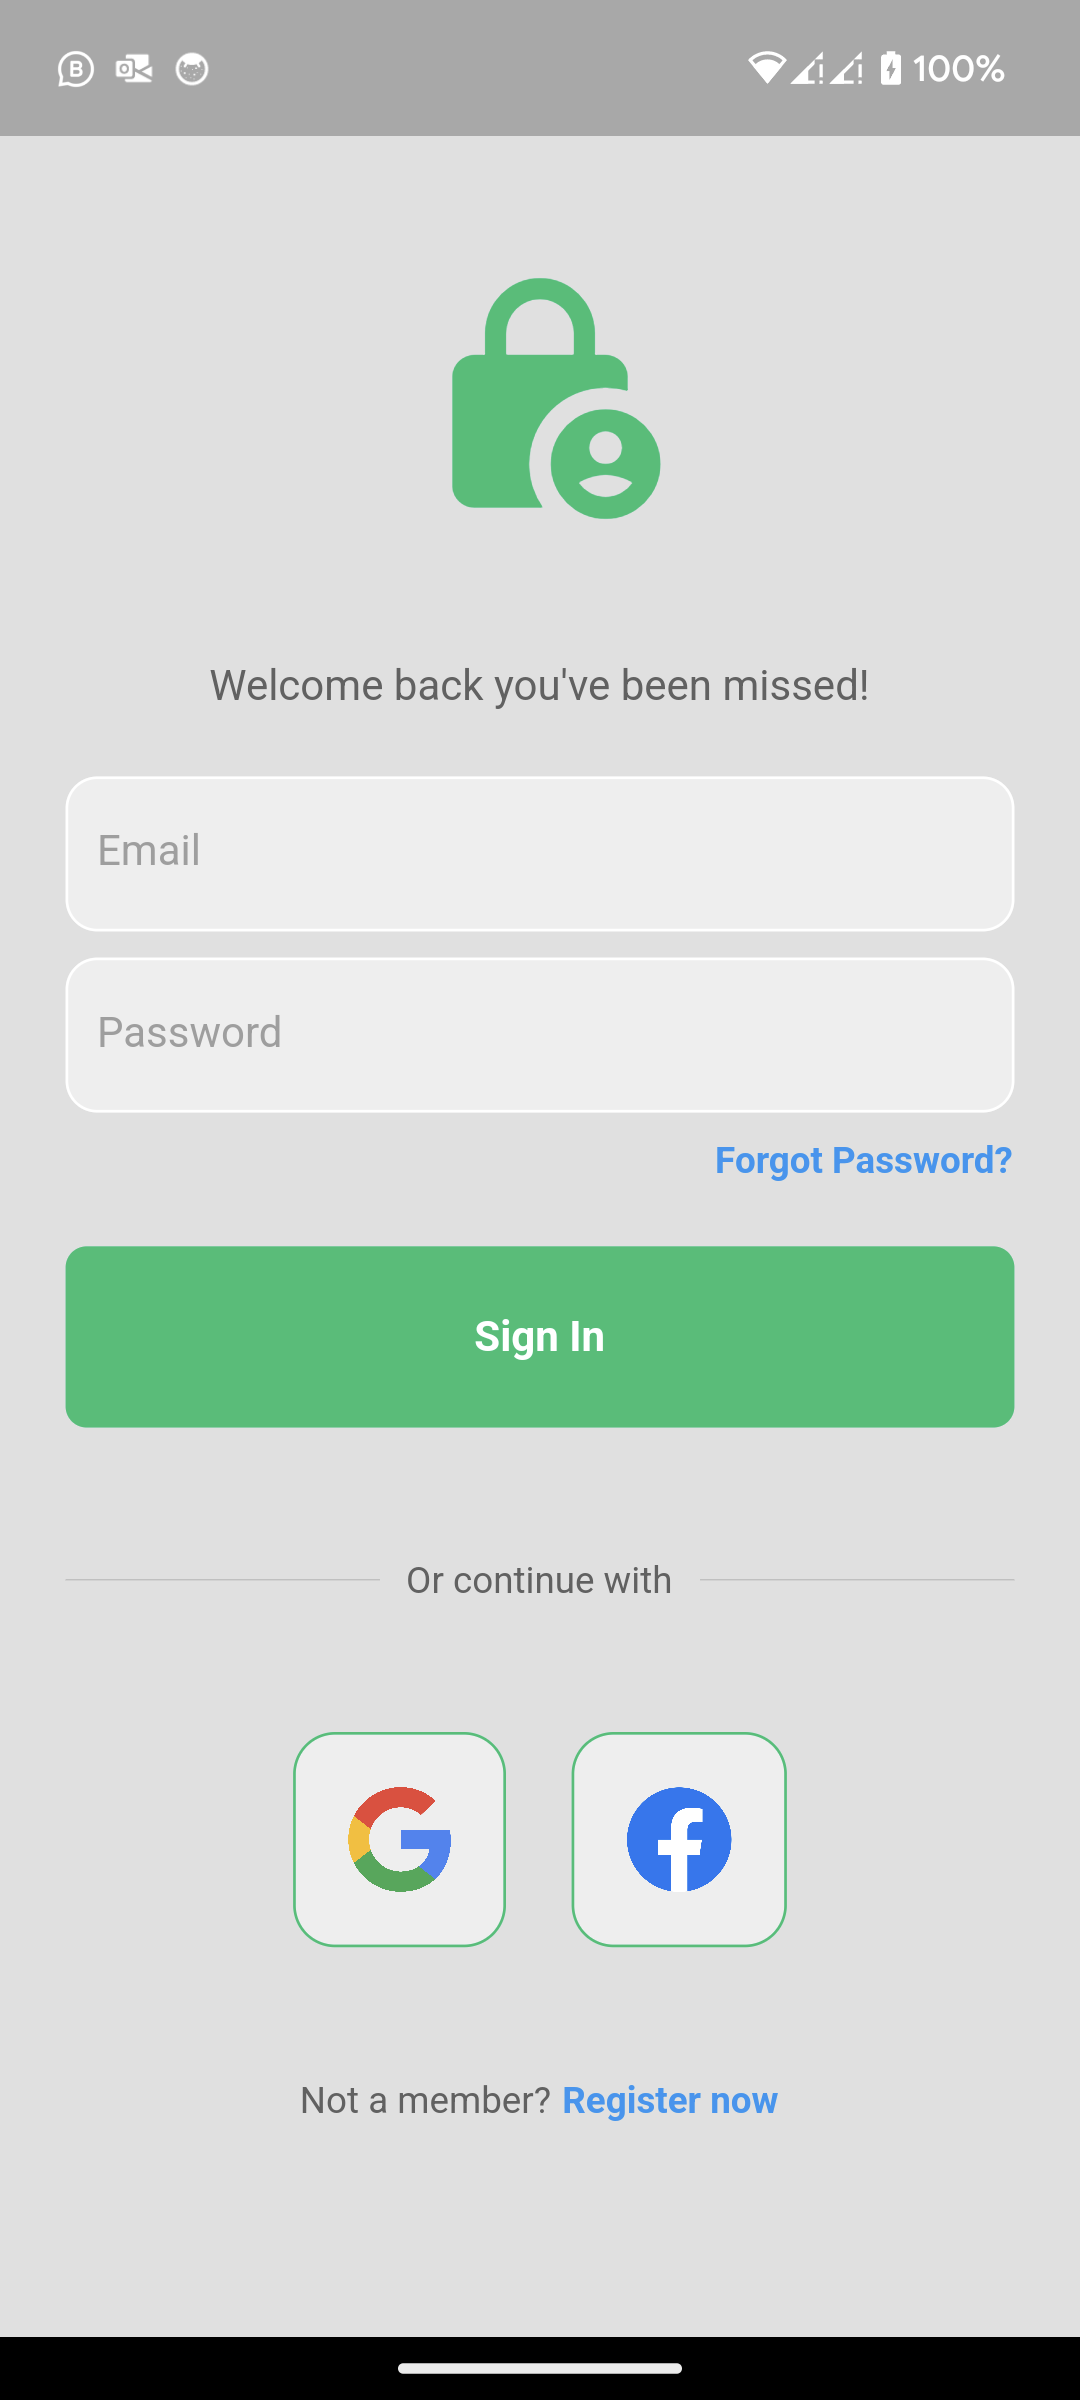 100%
Welcome back you've been missed!
Email
Password
Forgot Password?
Sign In
Or continue with
Not a member? Register now